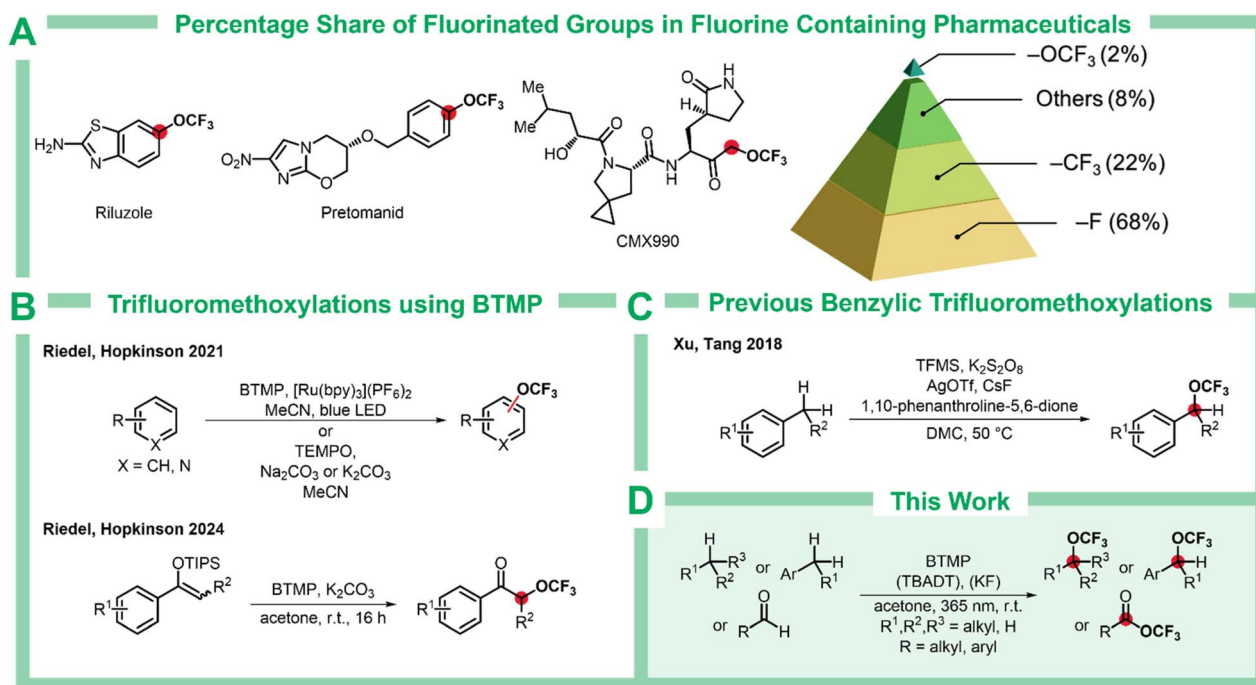 A
Percentage Share of Fluorinated Groups in Fluorine Containing Pharmaceuticals
S
H₂N
N
OCF₃
Riluzole
NO₂
N
N
O
O
OCF₃
Pretomanid
Me
Me
HO
O
N
O
N
H
H
O
NH
O
OCF₃
CMX990
–OCF₃ (2%)
Others (8%)
–CF₃ (22%)
–F (68%)
B
Trifluoromethoxylations using BTMP
Riedel, Hopkinson 2021
R
X
X = CH, N
BTMP, [Ru(bpy)₃](PF₆)₂
MeCN, blue LED
or
TEMPO,
Na₂CO₃ or K₂CO₃
MeCN
OCF₃
R
X
Riedel, Hopkinson 2024
OTIPS
R¹
R²
BTMP, K₂CO₃
acetone, r.t., 16 h
O
OCF₃
R¹
R²
C
Previous Benzylic Trifluoromethoxylations
Xu, Tang 2018
H
H
R¹
R²
TFMS, K₂S₂O₈
AgOTf, CsF
1,10-phenanthroline-5,6-dione
DMC, 50 °C
OCF₃
H
R¹
R²
D
This Work
H
R¹
R³
R²
or
H
Ar
H
R¹
or
O
R
H
BTMP
(TBADT), (KF)
acetone, 365 nm, r.t.
R¹,R²,R³ = alkyl, H
R = alkyl, aryl
OCF₃
R¹
R³
R²
or
OCF₃
Ar
H
R¹
or
O
R
OCF₃